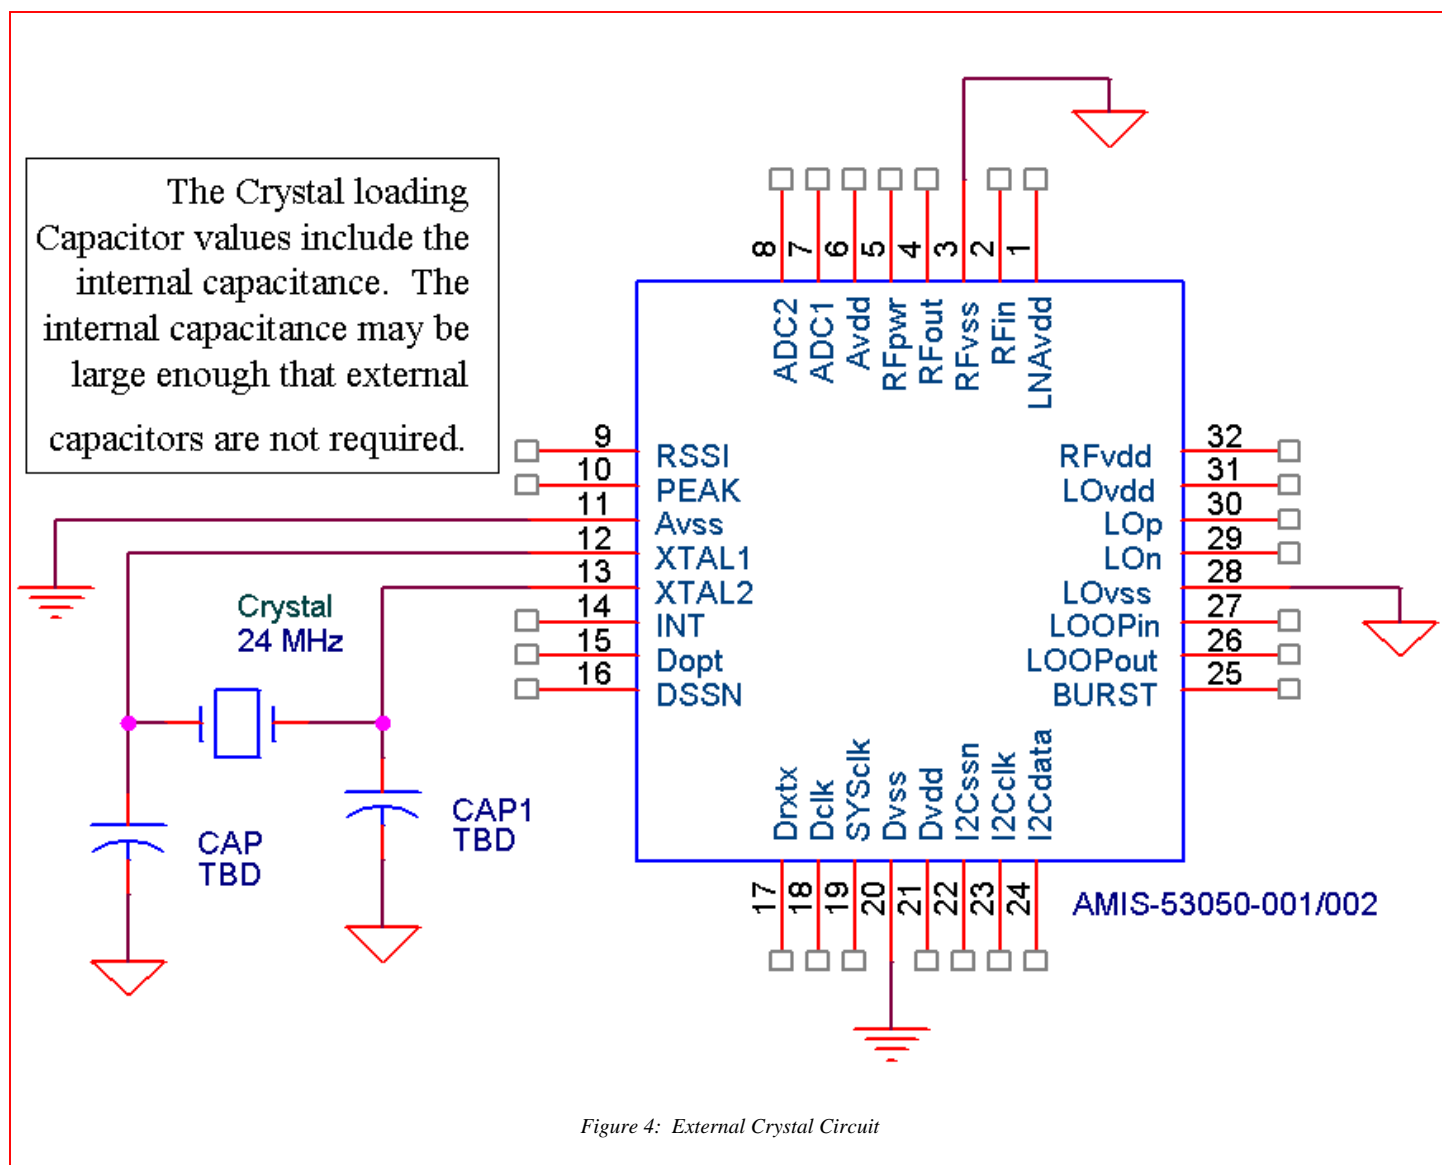 The Crystal loading
Capacitor values include the
internal capacitance. The
internal capacitance may be
large enough that external
capacitors are not required.
8 7 6 5 4 3 2 1
ADC2 ADC1 Avdd RFpwr RFout RFvss RFin LNAvdd
9 RSSI
10 PEAK
11 Avss
12 XTAL1
13 XTAL2
14 INT
15 Dopt
16 DSSN
RFvdd 32
LOvdd 31
LOp 30
LOn 29
LOvss 28
LOOPin 27
LOOPout 26
BURST 25
Crystal
24 MHz
CAP
TBD
CAP1
TBD
Drxtx Dclk SYSclk Dvss Dvdd I2Cssn I2Cclk I2Cdata
17 18 19 20 21 22 23 24
AMIS-53050-001/002
Figure 4: External Crystal Circuit